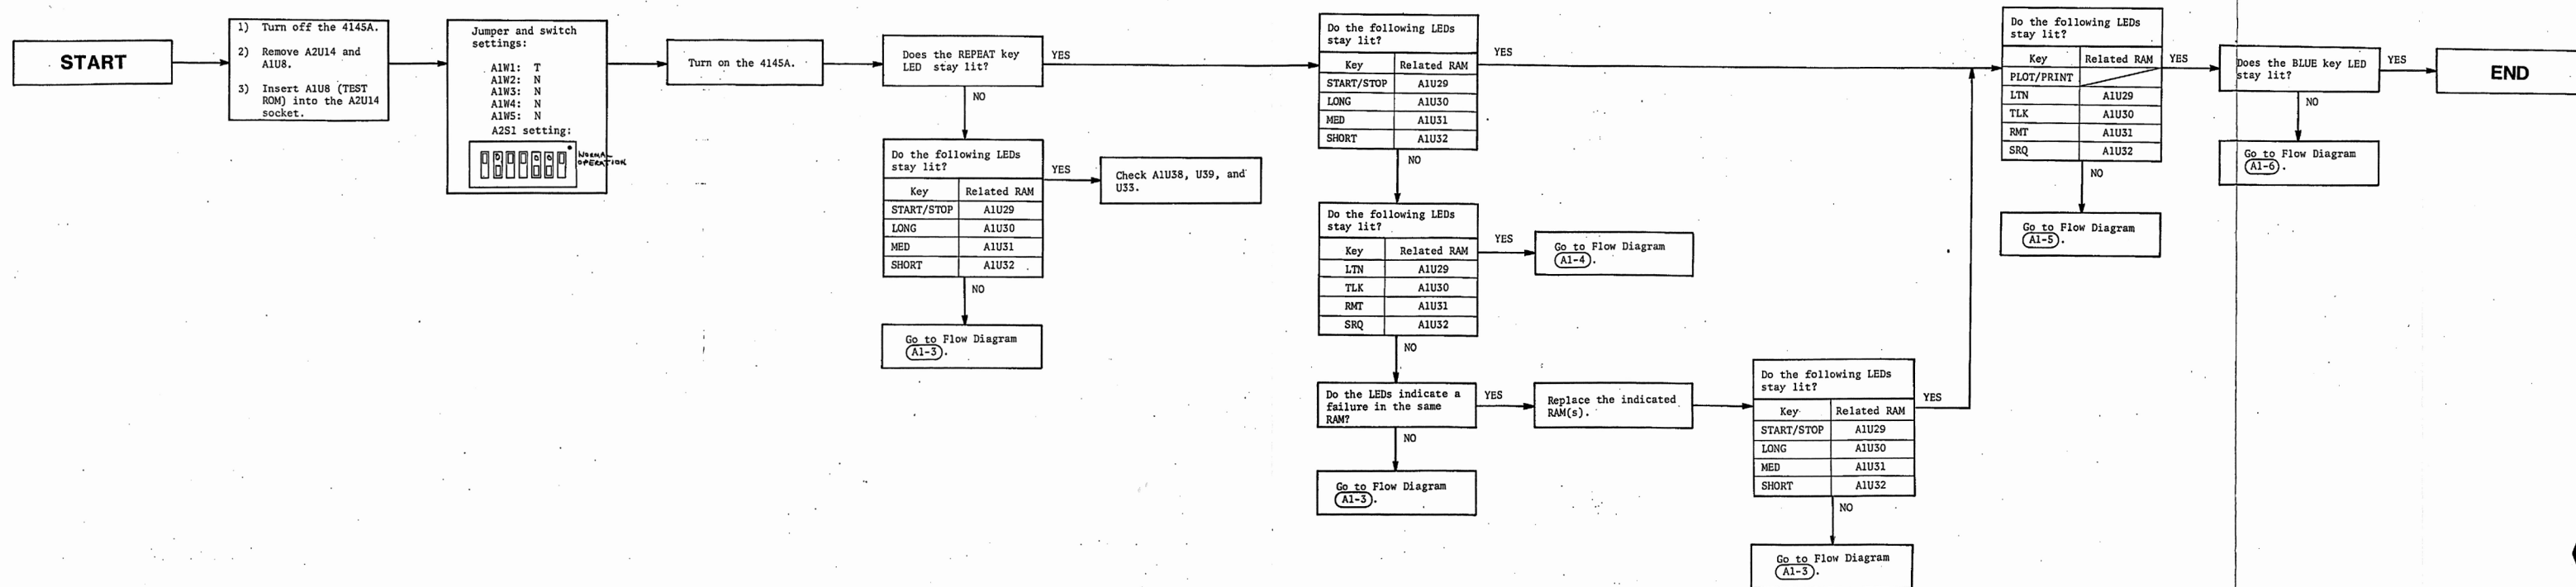 START
1) Turn off the 4145A.
2) Remove A2U14 and
A1U8.
3) Insert A1U8 (TEST
ROM) into the A2U14
socket.
Jumper and switch
settings:
A1W1: T
A1W2: N
A1W3: N
A1W4: N
A1W5: N
A2S1 setting:
NORMAL
OPERATION
Turn on the 4145A.
Does the REPEAT key
LED stay lit?
YES
NO
Do the following LEDs
stay lit?
Key Related RAM
START/STOP A1U29
LONG A1U30
MED A1U31
SHORT A1U32
YES
Check A1U38, U39, and
U33.
NO
Go to Flow Diagram
A1-3.
Do the following LEDs
stay lit?
Key Related RAM
START/STOP A1U29
LONG A1U30
MED A1U31
SHORT A1U32
YES
NO
Do the following LEDs
stay lit?
Key Related RAM
LTN A1U29
TLK A1U30
RMT A1U31
SRQ A1U32
YES
Go to Flow Diagram
A1-4.
NO
Do the LEDs indicate a
failure in the same
RAM?
YES
Replace the indicated
RAM(s).
NO
Go to Flow Diagram
A1-3.
Do the following LEDs
stay lit?
Key Related RAM
START/STOP A1U29
LONG A1U30
MED A1U31
SHORT A1U32
YES
NO
Go to Flow Diagram
A1-3.
Do the following LEDs
stay lit?
Key Related RAM
PLOT/PRINT
LTN A1U29
TLK A1U30
RMT A1U31
SRQ A1U32
YES
NO
Go to Flow Diagram
A1-5.
Does the BLUE key LED
stay lit?
YES
NO
Go to Flow Diagram
A1-6.
END